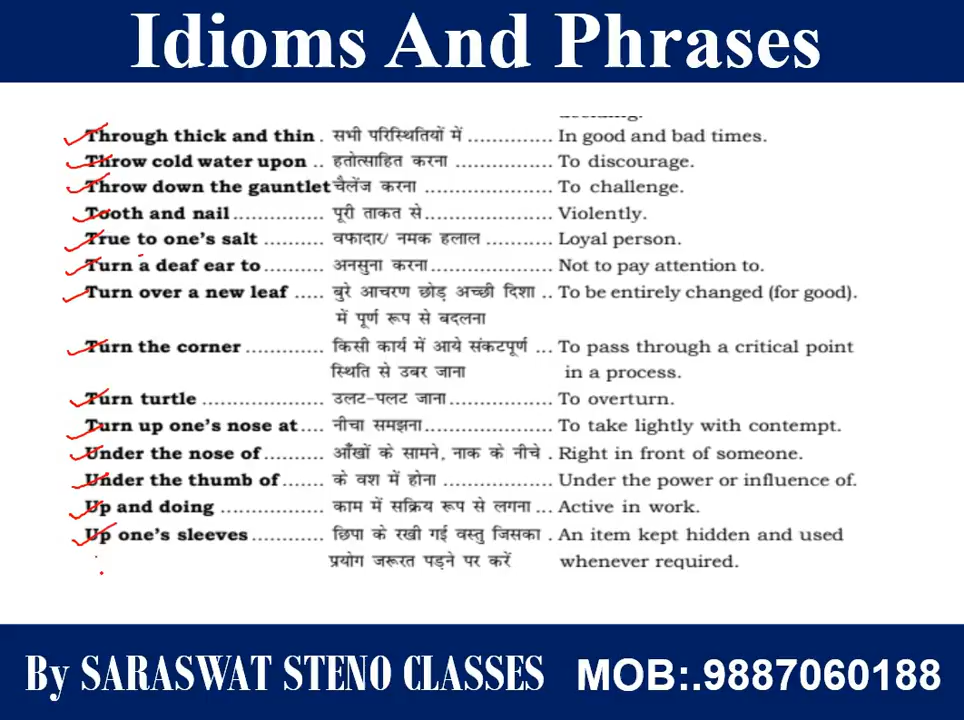 Idioms And Phrases
Through thick and thin . सभी परिस्थितियों में .............. In good and bad times.
Throw cold water upon .. हतोत्साहित करना ................ To discourage.
Throw down the gauntlet चैलेंज करना ..................... To challenge.
Tooth and nail............... पूरी ताकत से..................... Violently.
True to one's salt .......... वफादार/ नमक हलाल ........... Loyal person.
Turn a deaf ear to.......... अनसुना करना.................... Not to pay attention to.
Turn over a new leaf ..... बुरे आचरण छोड़ अच्छी दिशा .. To be entirely changed (for good).
में पूर्ण रूप से बदलना
Turn the corner ............. किसी कार्य में आये संकटपूर्ण ... To pass through a critical point
स्थिति से उबर जाना in a process.
Turn turtle .................... उलट-पलट जाना................. To overturn.
Turn up one's nose at.... नीचा समझना..................... To take lightly with contempt.
Under the nose of.......... आँखों के सामने, नाक के नीचे . Right in front of someone.
Under the thumb of....... के वश में होना .................. Under the power or influence of.
Up and doing ................. काम में सक्रिय रूप से लगना ... Active in work.
Up one's sleeves ............ छिपा के रखी गई वस्तु जिसका . An item kept hidden and used
प्रयोग जरूरत पड़ने पर करें whenever required.
By SARASWAT STENO CLASSES MOB:.9887060188